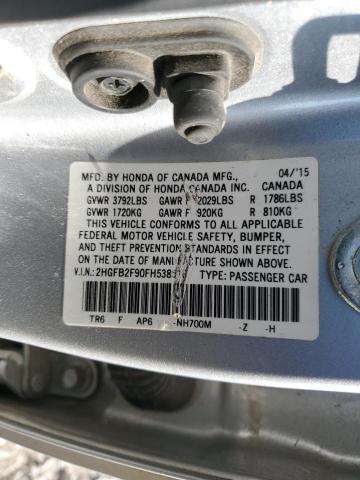 MFD. BY HONDA OF CANADA MFG., 04/'15
A DIVISION OF HONDA CANADA INC. CANADA
GVWR 3792LBS GAWR F 2029LBS R 1786LBS
GVWR 1720KG GAWR F 920KG R 810KG
THIS VEHICLE CONFORMS TO ALL APPLICABLE
FEDERAL MOTOR VEHICLE SAFETY, BUMPER,
AND THEFT PREVENTION STANDARDS IN EFFECT
ON THE DATE OF MANUFACTURE SHOWN ABOVE.
V.I.N.: TYPE: PASSENGER CAR
TR6 F AP6 -NH700M -Z -H